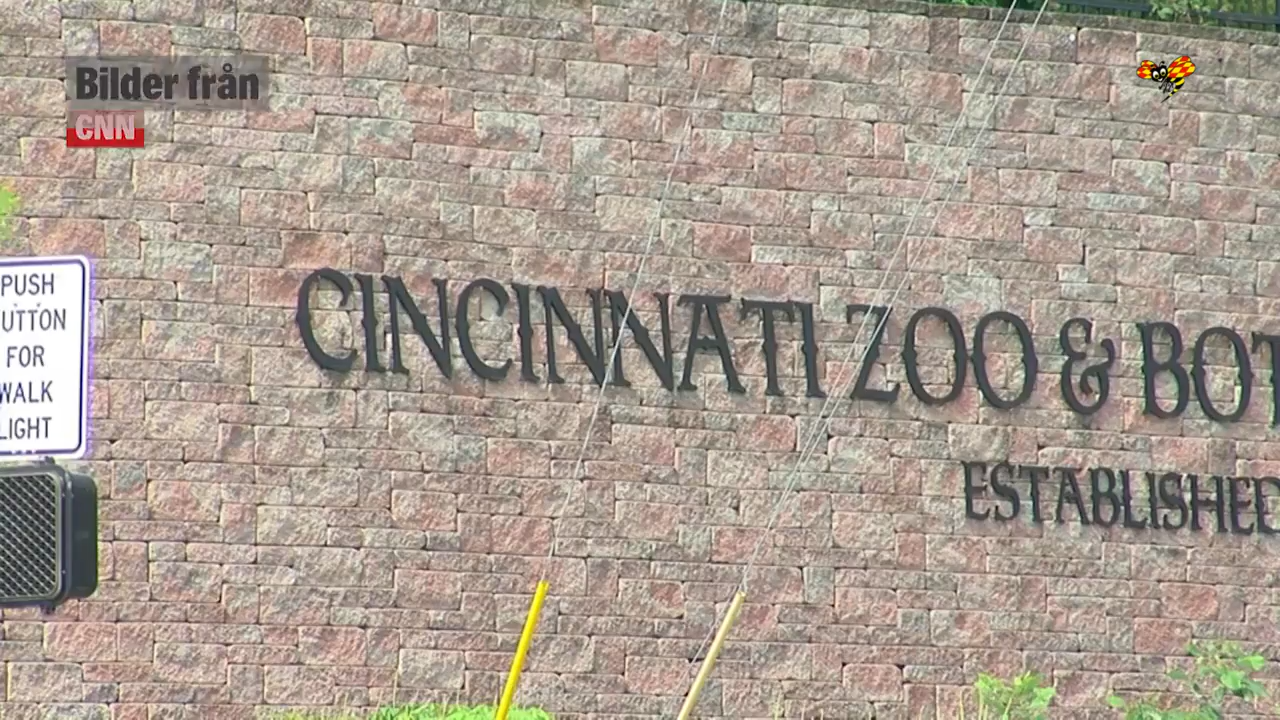 Bilder från
CNN
PUSH
UTTON
FOR
WALK
LIGHT
CINCINNATI ZOO & BOT
ESTABLISHED